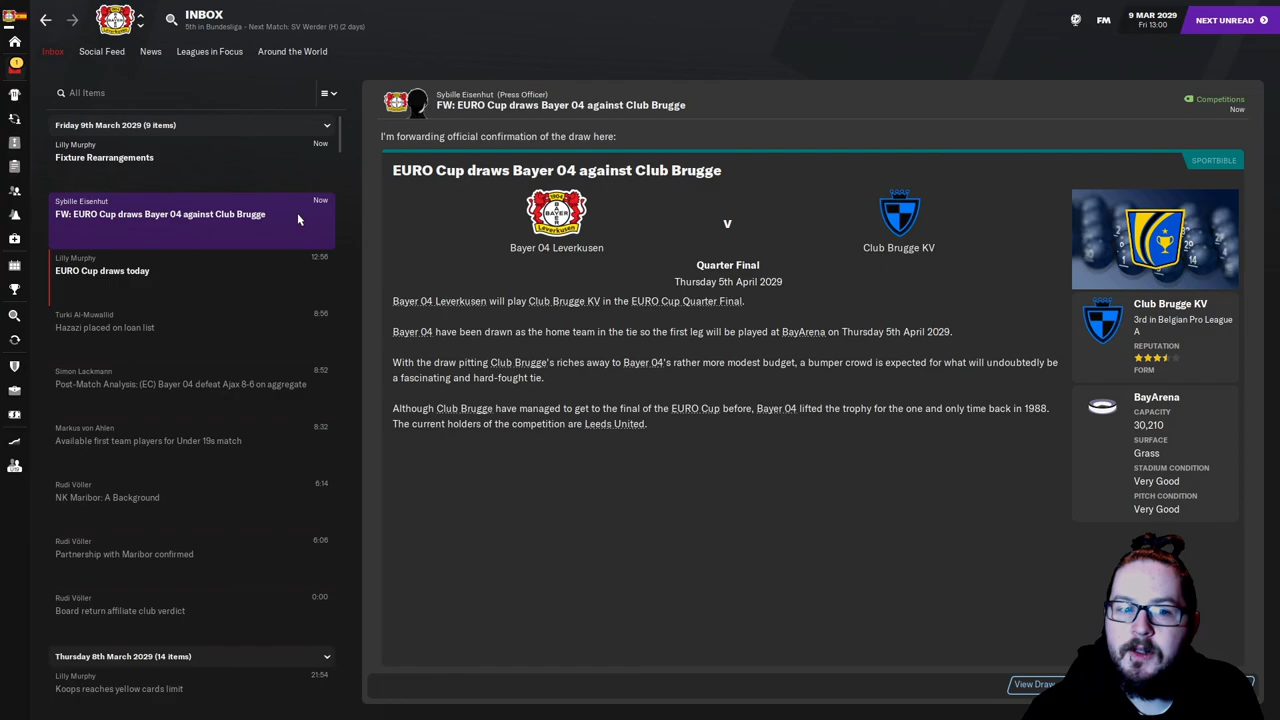 INBOX
5th in Bundesliga - Next Match: SV Werder (H) (2 days)
FM
9 MAR 2029
Fri 13:00
NEXT UNREAD
1
Inbox
Social Feed
News
Leagues in Focus
Around the World
All Items
Friday 9th March 2029 (9 items)
Lilly Murphy
Now
Fixture Rearrangements
Sybille Eisenhut
Now
FW: EURO Cup draws Bayer 04 against Club Brugge
Lilly Murphy
12:56
EURO Cup draws today
Turki Al-Muwallid
8:56
Hazazi placed on loan list
Simon Lackmann
8:52
Post-Match Analysis: (EC) Bayer 04 defeat Ajax 8-6 on aggregate
Markus von Ahlen
8:32
Available first team players for Under 19s match
Rudi Völler
6:14
NK Maribor: A Background
Rudi Völler
6:06
Partnership with Maribor confirmed
Rudi Völler
0:00
Board return affiliate club verdict
Thursday 8th March 2029 (14 items)
Lilly Murphy
21:54
Koops reaches yellow cards limit
Sybille Eisenhut (Press Officer)
FW: EURO Cup draws Bayer 04 against Club Brugge
Competitions
Now
I'm forwarding official confirmation of the draw here:
SPORTBIBLE
EURO Cup draws Bayer 04 against Club Brugge
v
Bayer 04 Leverkusen
Club Brugge KV
Quarter Final
Thursday 5th April 2029
Bayer 04 Leverkusen will play Club Brugge KV in the EURO Cup Quarter Final.
Bayer 04 have been drawn as the home team in the tie so the first leg will be played at BayArena on Thursday 5th April 2029.
With the draw pitting Club Brugge's riches away to Bayer 04's rather more modest budget, a bumper crowd is expected for what will undoubtedly be
a fascinating and hard-fought tie.
Although Club Brugge have managed to get to the final of the EURO Cup before, Bayer 04 lifted the trophy for the one and only time back in 1988.
The current holders of the competition are Leeds United.
Club Brugge KV
3rd in Belgian Pro League
A
REPUTATION
FORM
BayArena
CAPACITY
30,210
SURFACE
Grass
STADIUM CONDITION
Very Good
PITCH CONDITION
Very Good
View Draw